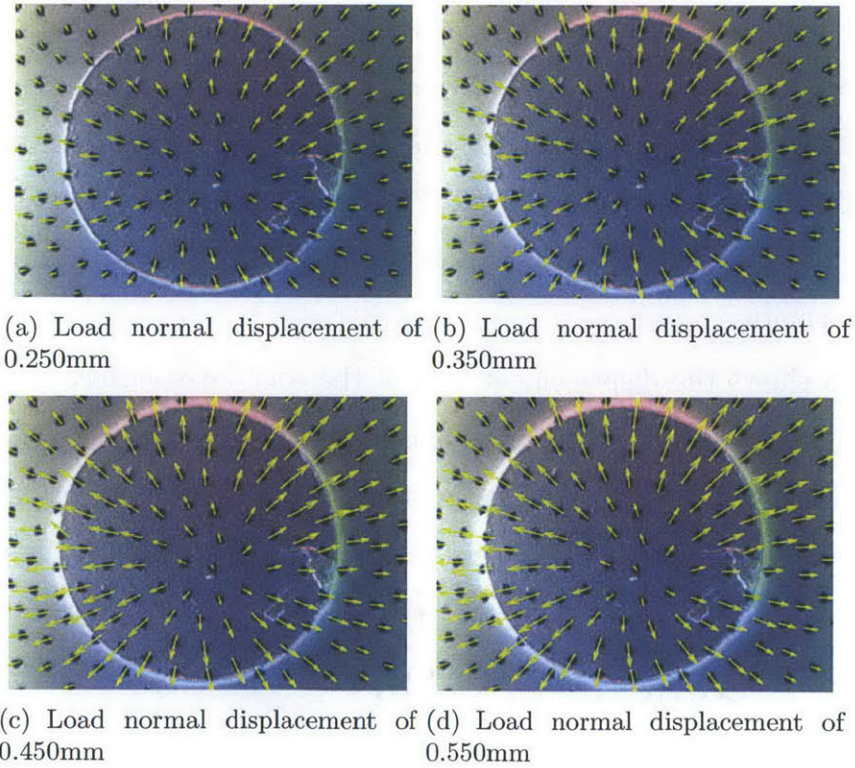 (a) Load normal displacement of
0.250mm
(b) Load normal displacement of
0.350mm
(c) Load normal displacement of
0.450mm
(d) Load normal displacement of
0.550mm